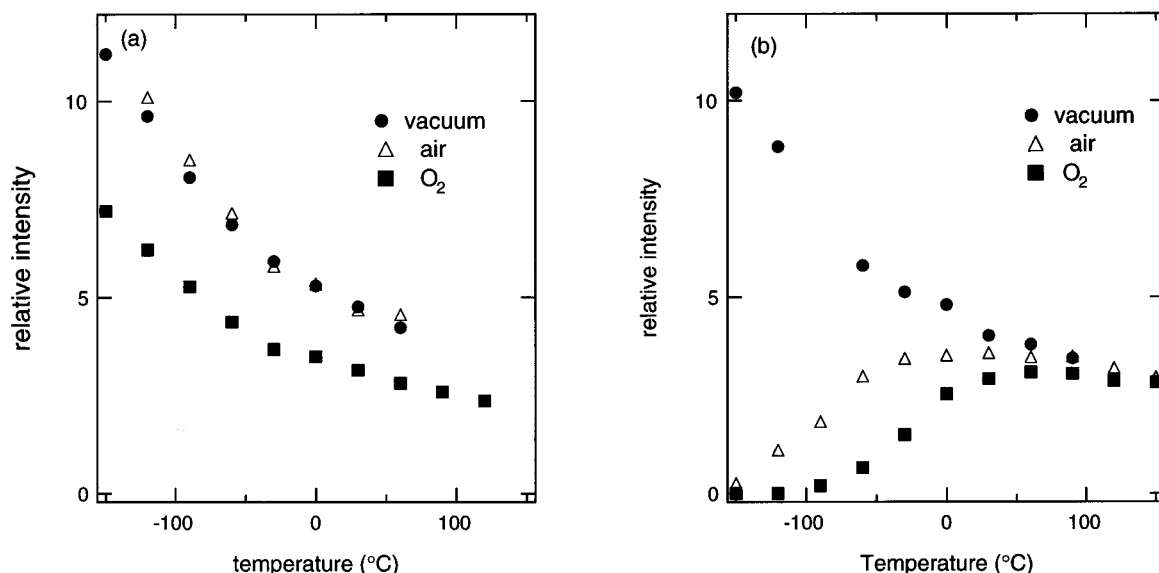 (a)
10
5
0
vacuum
air
O₂
relative intensity
-100
0
100
temperature (°C)
(b)
10
5
0
vacuum
air
O₂
relative intensity
-100
0
100
Temperature (°C)